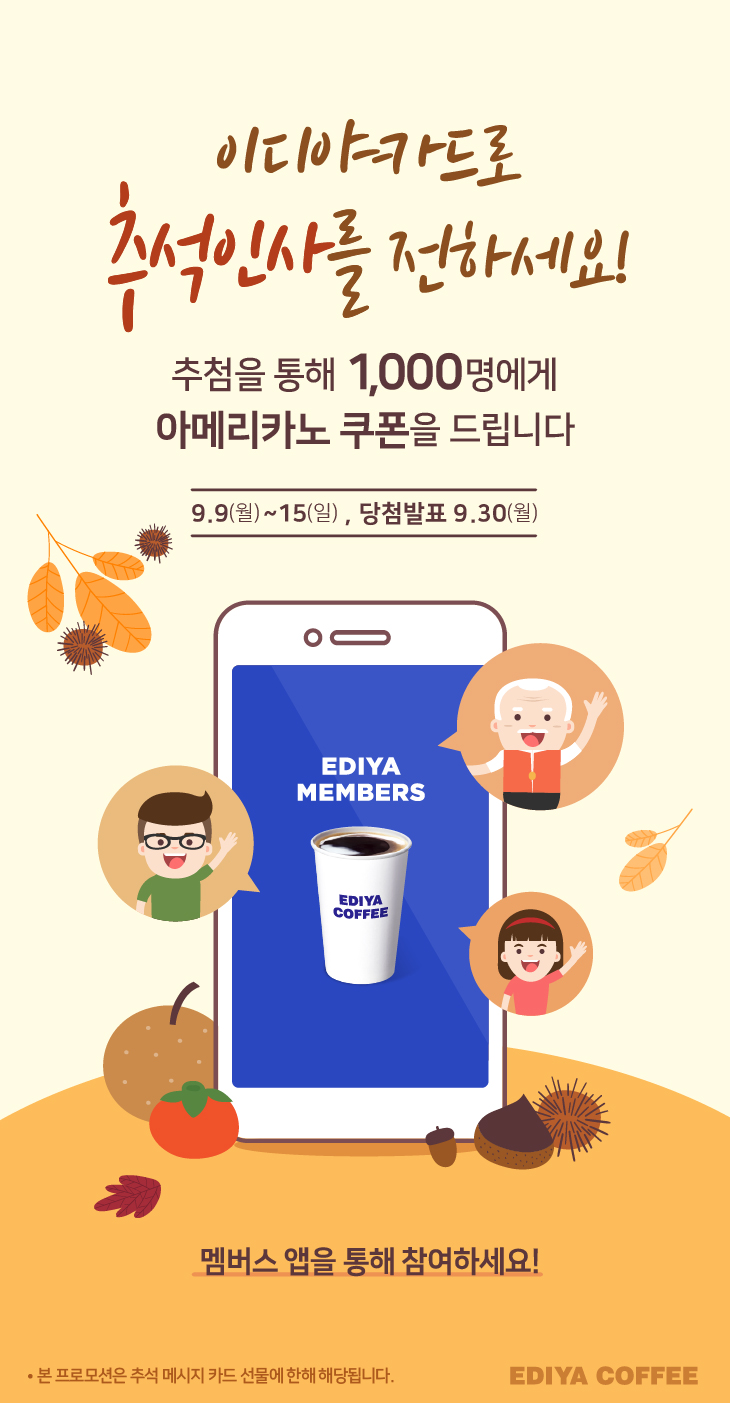 이디야카드로
추석인사를 전하세요!
추첨을 통해 1,000명에게
아메리카노 쿠폰을 드립니다
9.9(월)~15(일), 당첨발표 9.30(월)
EDIYA
MEMBERS
EDIYA
COFFEE
멤버스 앱을 통해 참여하세요!
• 본 프로모션은 추석 메시지 카드 선물에 한해 해당됩니다.
EDIYA COFFEE